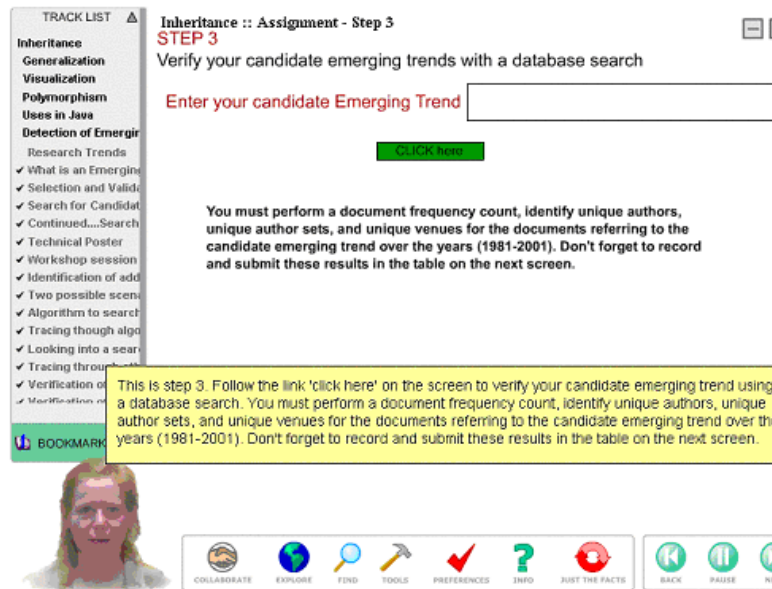 TRACK LIST
Inheritance
Generalization
Visualization
Polymorphism
Uses in Java
Detection of Emergin
Research Trends
✔ What is an Emerging
✔ Selection and Valida
✔ Search for Candidat
✔ Continued....Search
✔ Technical Poster
✔ Workshop session
✔ Identification of add
✔ Two possible scena
✔ Algorithm to search
✔ Tracing though algo
✔ Looking into a sear
✔ Tracing through
✔ Verification of
✔ Verification of
BOOKMARK
Inheritance :: Assignment - Step 3
STEP 3
Verify your candidate emerging trends with a database search
Enter your candidate Emerging Trend
CLICK here
You must perform a document frequency count, identify unique authors,
unique author sets, and unique venues for the documents referring to the
candidate emerging trend over the years (1981-2001). Don't forget to record
and submit these results in the table on the next screen.
This is step 3. Follow the link 'click here' on the screen to verify your candidate emerging trend using
a database search. You must perform a document frequency count, identify unique authors, unique
author sets, and unique venues for the documents referring to the candidate emerging trend over th
years (1981-2001). Don't forget to record and submit these results in the table on the next screen.
COLLABORATE
EXPLORE
FIND
TOOLS
PREFERENCES
INFO
JUST THE FACTS
BACK
PAUSE